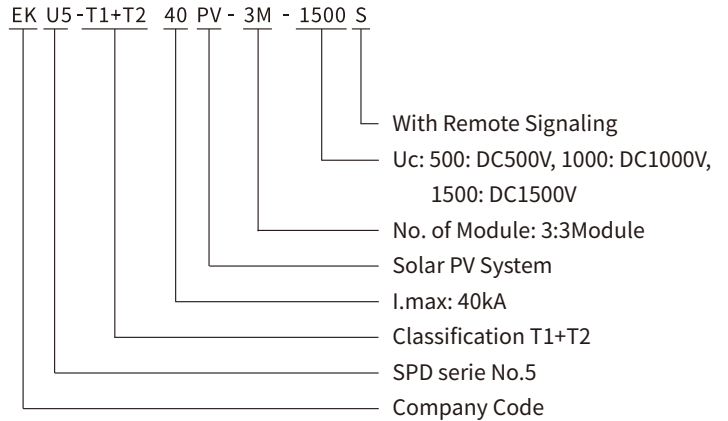 EK U5-T1+T2 40 PV - 3M - 1500 S
With Remote Signaling
Uc: 500: DC500V, 1000: DC1000V,
1500: DC1500V
No. of Module: 3:3Module
Solar PV System
I.max: 40kA
Classification T1+T2
SPD serie No.5
Company Code